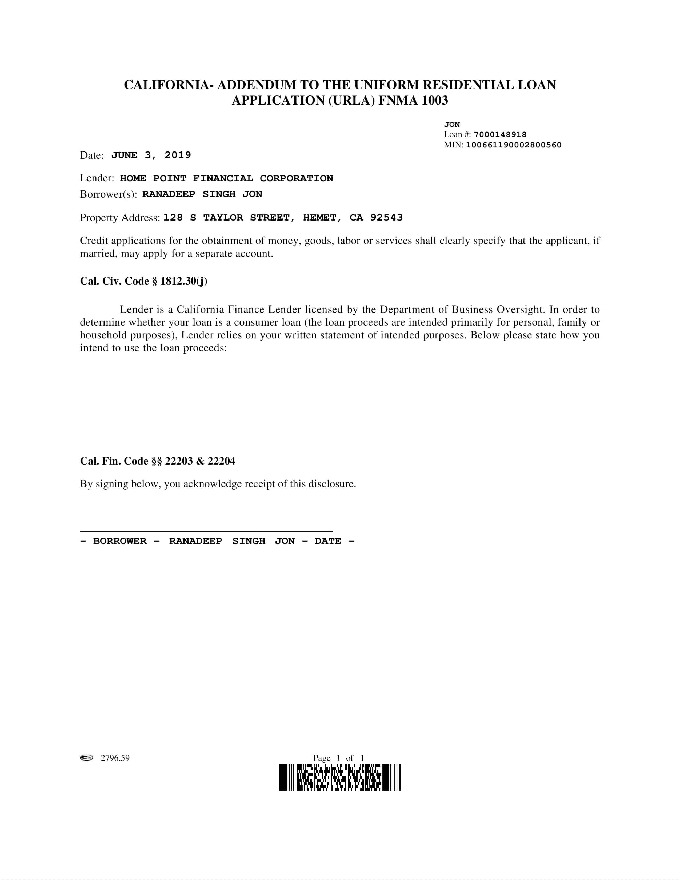 CALIFORNIA- ADDENDUM TO THE UNIFORM RESIDENTIAL LOAN
APPLICATION (URLA) FNMA 1003
JON
Loan #: 7000148918
MIN: 100661190002800560
Date: JUNE 3, 2019
Lender: HOME POINT FINANCIAL CORPORATION
Borrower(s): RANADEEP SINGH JON
Property Address: 128 S TAYLOR STREET, HEMET, CA 92543
Credit applications for the obtainment of money, goods, labor or services shall clearly specify that the applicant, if
married, may apply for a separate account.
Cal. Civ. Code § 1812.30(j)
Lender is a California Finance Lender licensed by the Department of Business Oversight. In order to
determine whether your loan is a consumer loan (the loan proceeds are intended primarily for personal, family or
household purposes), Lender relies on your written statement of intended purposes. Below please state how you
intend to use the loan proceeds:
Cal. Fin. Code §§ 22203 & 22204
By signing below, you acknowledge receipt of this disclosure.
- BORROWER - RANADEEP SINGH JON - DATE -
2796.59
Page 1 of 1